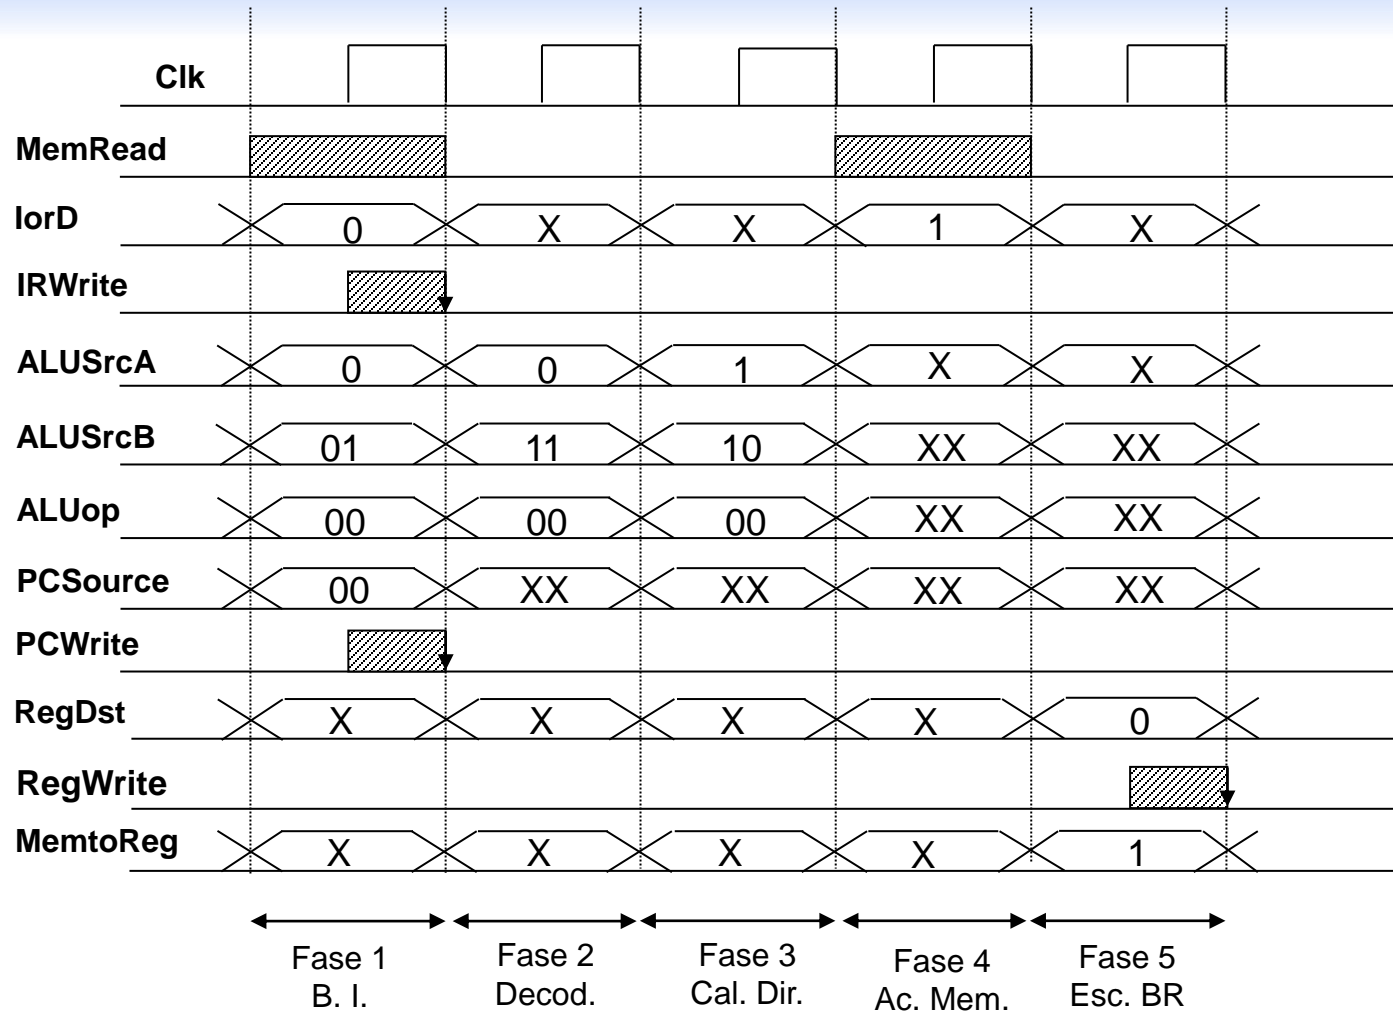 Clk
MemRead
IorD 0 X X 1 X
IRWrite
ALUSrcA 0 0 1 X X
ALUSrcB 01 11 10 XX XX
ALUop 00 00 00 XX XX
PCSource 00 XX XX XX XX
PCWrite
RegDst X X X X 0
RegWrite
MemtoReg X X X X 1
Fase 1 Fase 2 Fase 3 Fase 4 Fase 5
B. I. Decod. Cal. Dir. Ac. Mem. Esc. BR